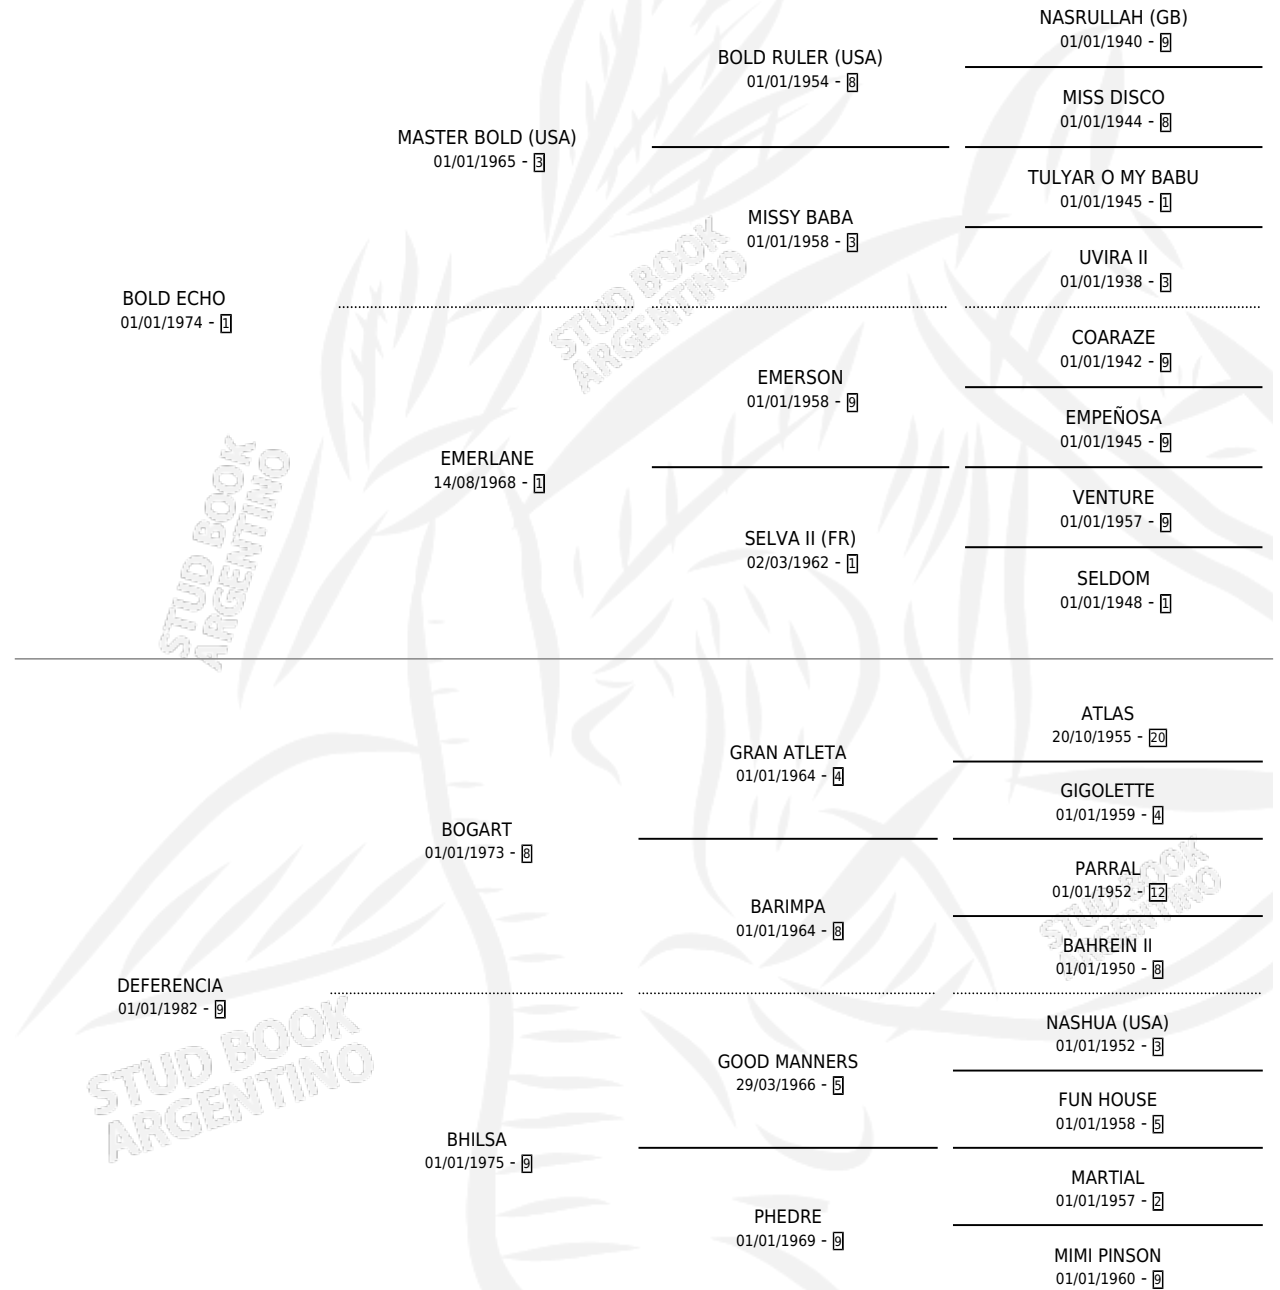 NASRULLAH (GB)
01/01/1940 - 9
BOLD RULER (USA)
01/01/1954 - 8
MISS DISCO
01/01/1944 - 8
MASTER BOLD (USA)
01/01/1965 - 3
TULYAR O MY BABU
01/01/1945 - 1
MISSY BABA
01/01/1958 - 3
UVIRA II
01/01/1938 - 3
BOLD ECHO
01/01/1974 - 1
COARAZE
01/01/1942 - 9
EMERSON
01/01/1958 - 9
EMPEÑOSA
01/01/1945 - 9
EMERLANE
14/08/1968 - 1
VENTURE
01/01/1957 - 9
SELVA II (FR)
02/03/1962 - 1
SELDOM
01/01/1948 - 1
ATLAS
20/10/1955 - 20
GRAN ATLETA
01/01/1964 - 4
GIGOLETTE
01/01/1959 - 4
BOGART
01/01/1973 - 8
PARRAL
01/01/1952 - 12
BARIMPA
01/01/1964 - 8
BAHREIN II
01/01/1950 - 8
DEFERENCIA
01/01/1982 - 9
NASHUA (USA)
01/01/1952 - 3
GOOD MANNERS
29/03/1966 - 5
FUN HOUSE
01/01/1958 - 5
BHILSA
01/01/1975 - 9
MARTIAL
01/01/1957 - 2
PHEDRE
01/01/1969 - 9
MIMI PINSON
01/01/1960 - 9
STUD BOOK
ARGENTINO
STUD BOOK
ARGENTINO
STUD BOOK
ARGENTINO
STUD BOOK
ARGENTINO